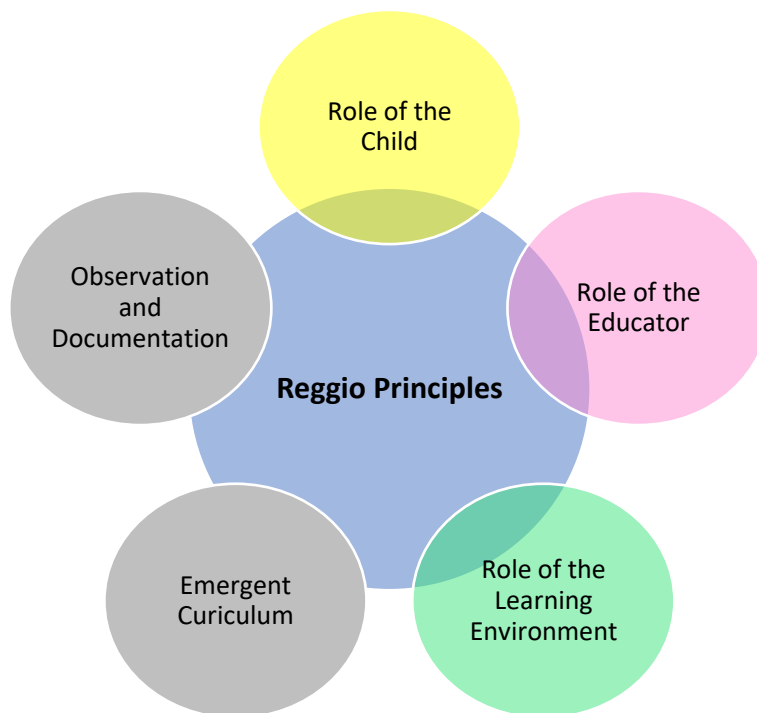 Role of the
Child
Role of the
Educator
Role of the
Learning
Environment
Emergent
Curiculum
Observation
and
Documentation
Reggio Principles